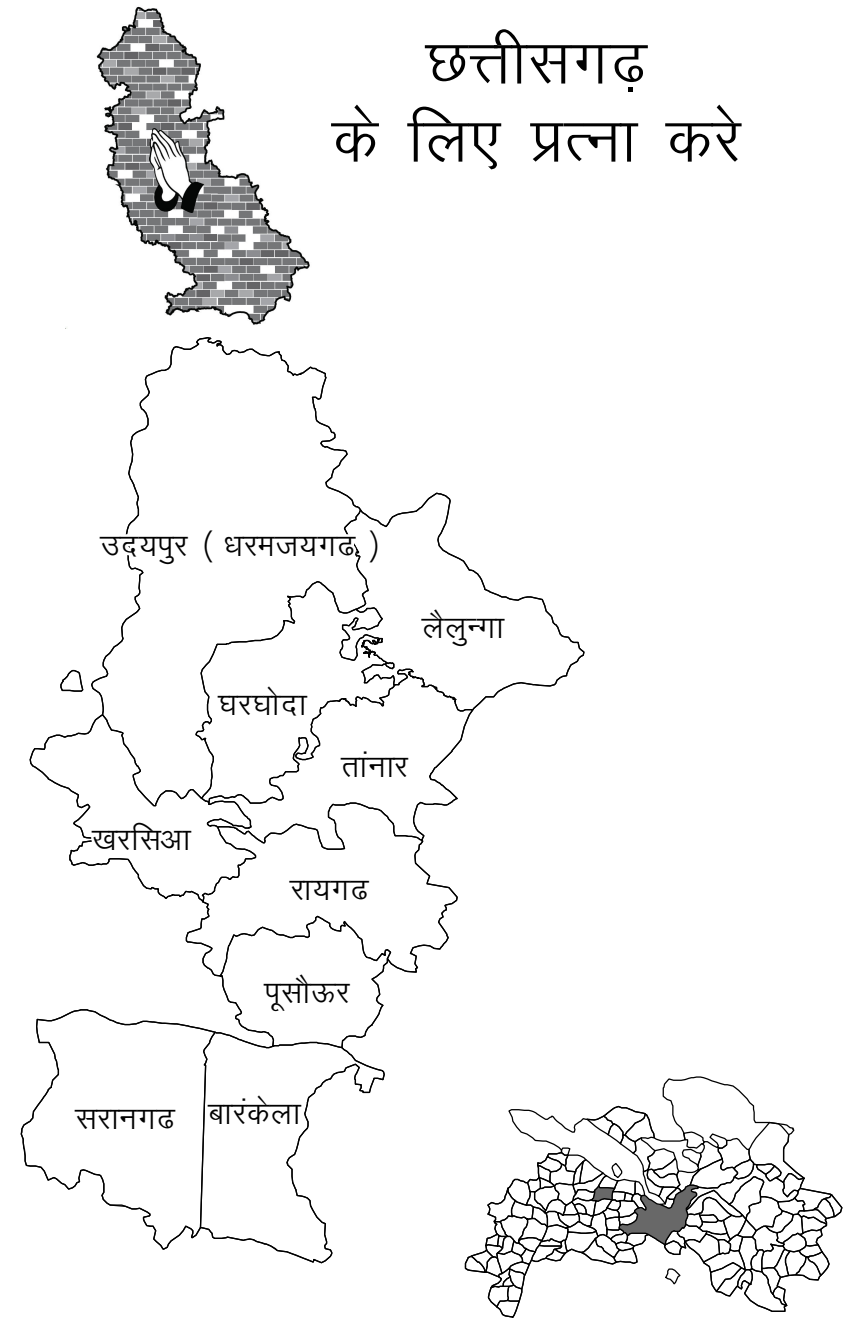 छत्तीसगढ़
के लिए प्रत्ना करे
उदयपुर ( धरमजयगढ )
लैलुन्गा
घरघोदा
तांनार
खरसिआ
रायगढ
पूसौऊर
सरानगढ
बारंकेला